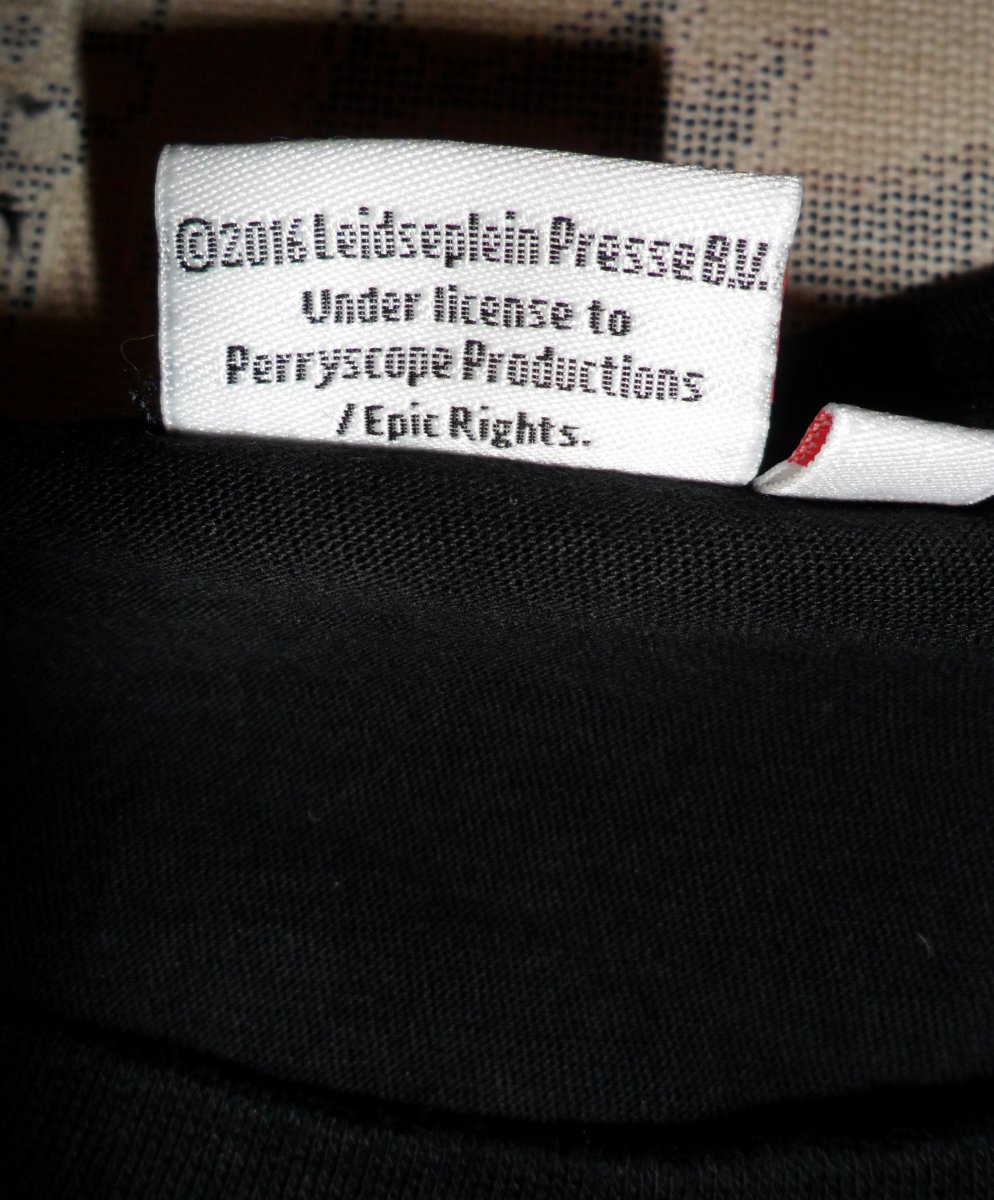 ©2016 Leidseplein Presse B.V.
Under license to
Perryscope Productions
/Epic Rights.